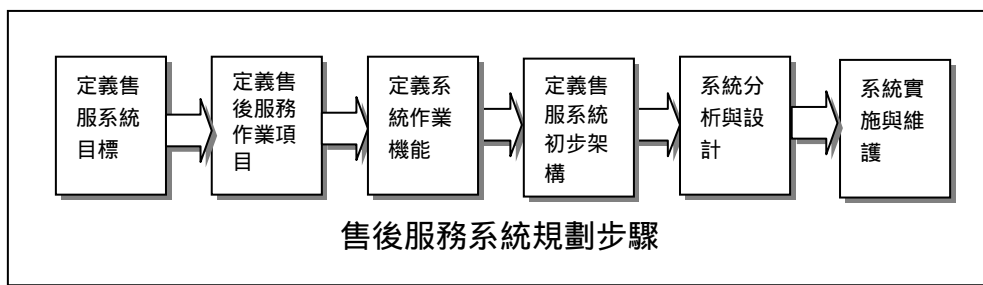 定義售
服系統
目標
定義售
後服務
作業項
目
定義系
統作業
機能
定義售
服系統
初步架
構
系統分
析與設
計
系統實
施與維
護
售後服務系統規劃步驟